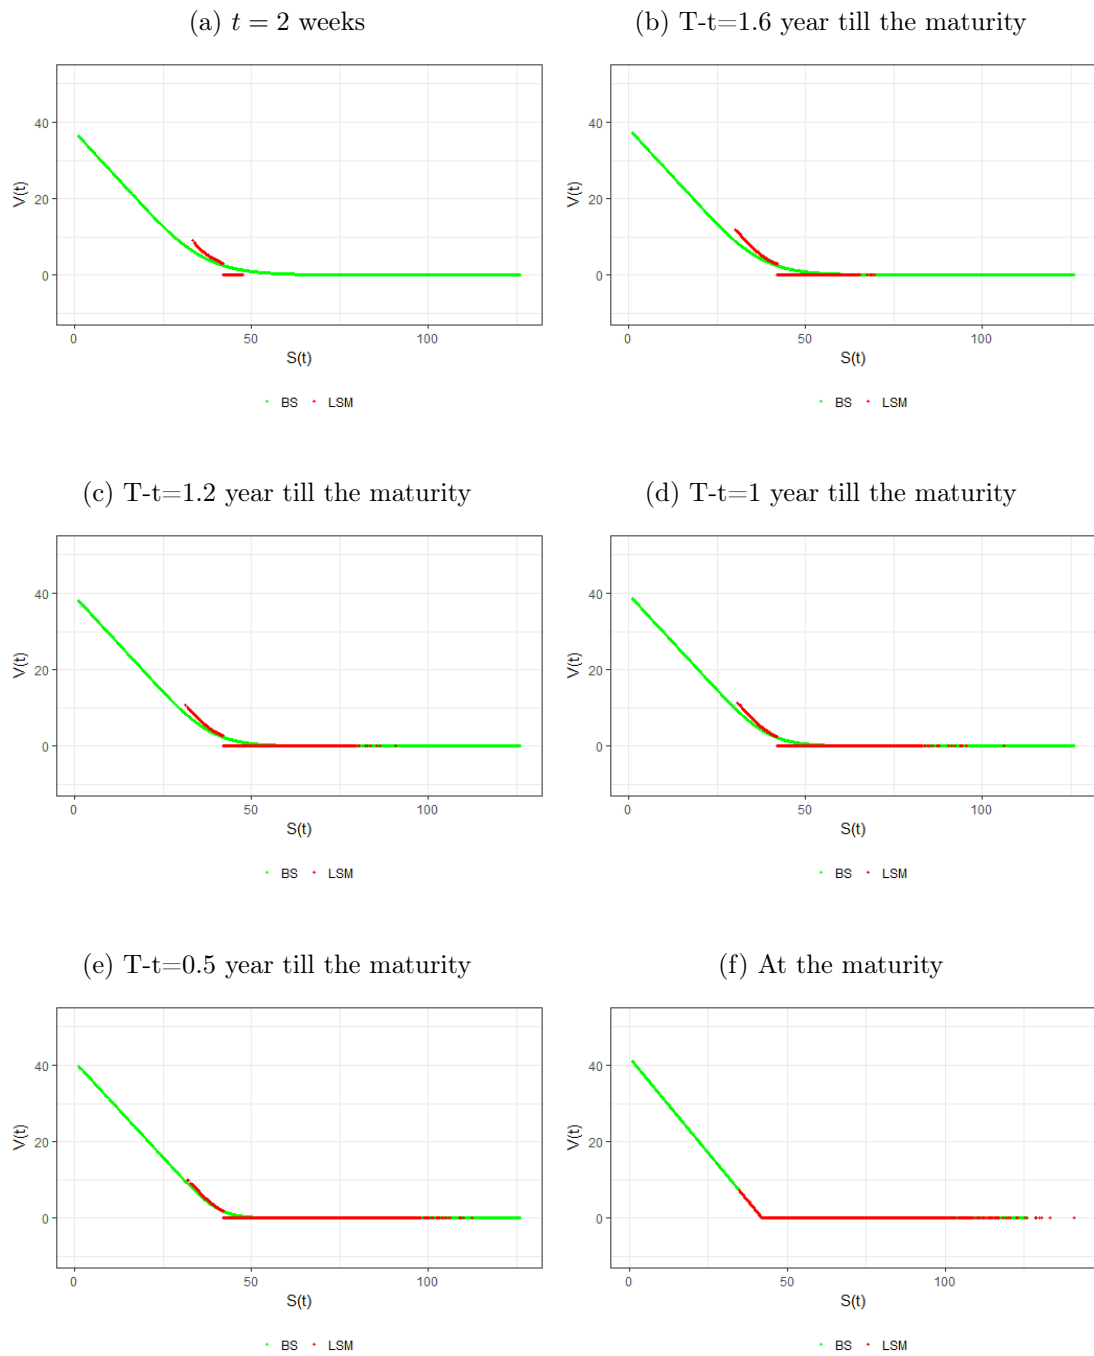 (a) t = 2 weeks
(b) T-t=1.6 year till the maturity
V(t)
40
20
0
0 50 100
S(t)
BS LSM
V(t)
40
20
0
0 50 100
S(t)
BS LSM
(c) T-t=1.2 year till the maturity
(d) T-t=1 year till the maturity
V(t)
40
20
0
0 50 100
S(t)
BS LSM
V(t)
40
20
0
0 50 100
S(t)
BS LSM
(e) T-t=0.5 year till the maturity
(f) At the maturity
V(t)
40
20
0
0 50 100
S(t)
BS LSM
V(t)
40
20
0
0 50 100
S(t)
BS LSM